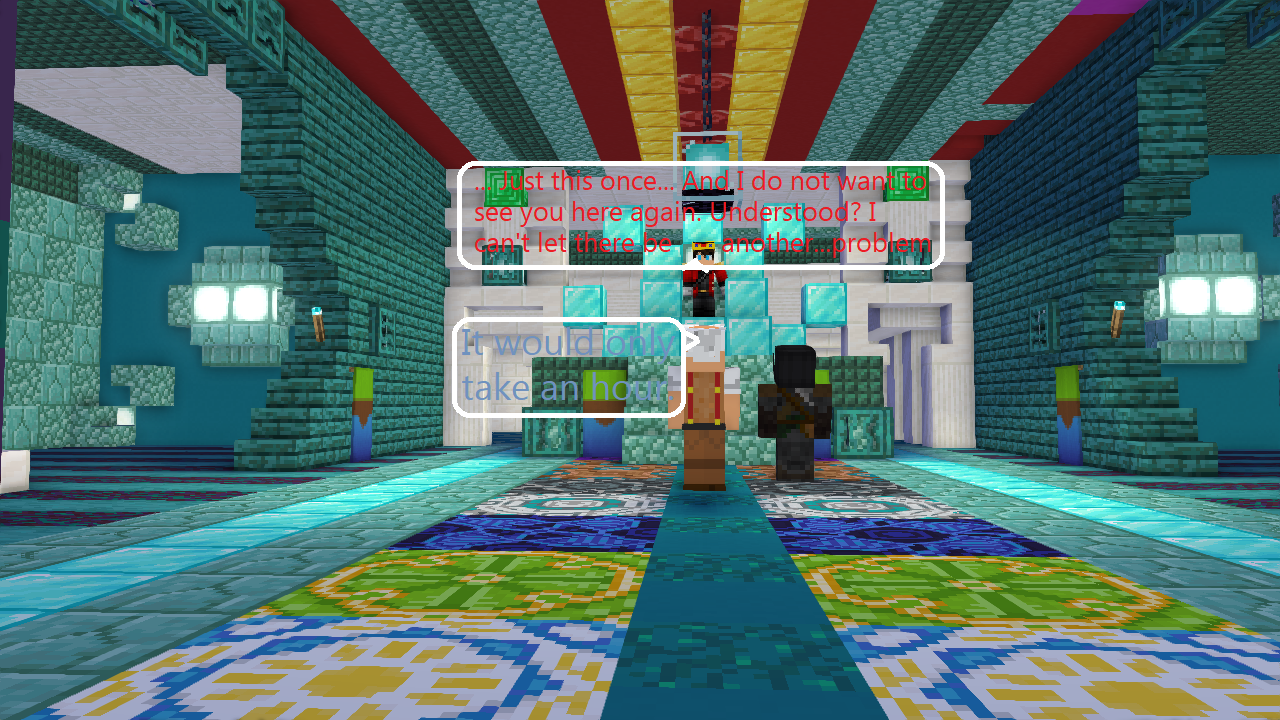 ... Just this once... And I do not want to
see you here again. Understood? I
can't let there be ... another...problem
It would only
take an hour.